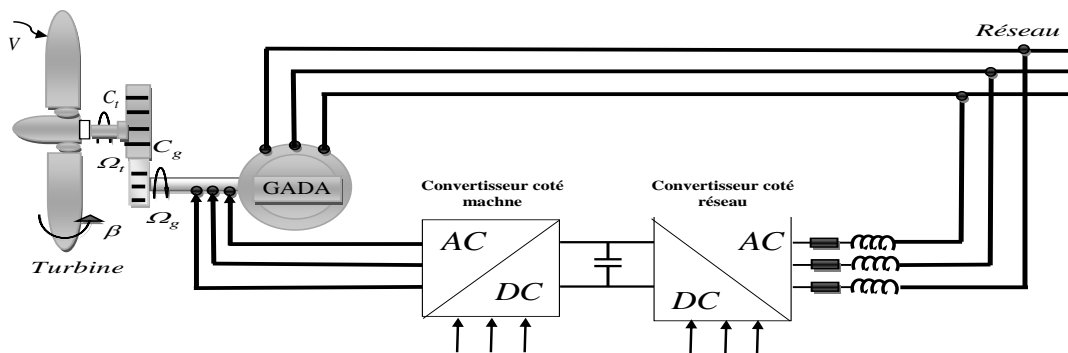 V
Réseau
C_t
C_g
Ω_t
GADA
Ω_g
β
Turbine
Convertisseur coté
machne
Convertisseur coté
réseau
AC
DC
AC
DC